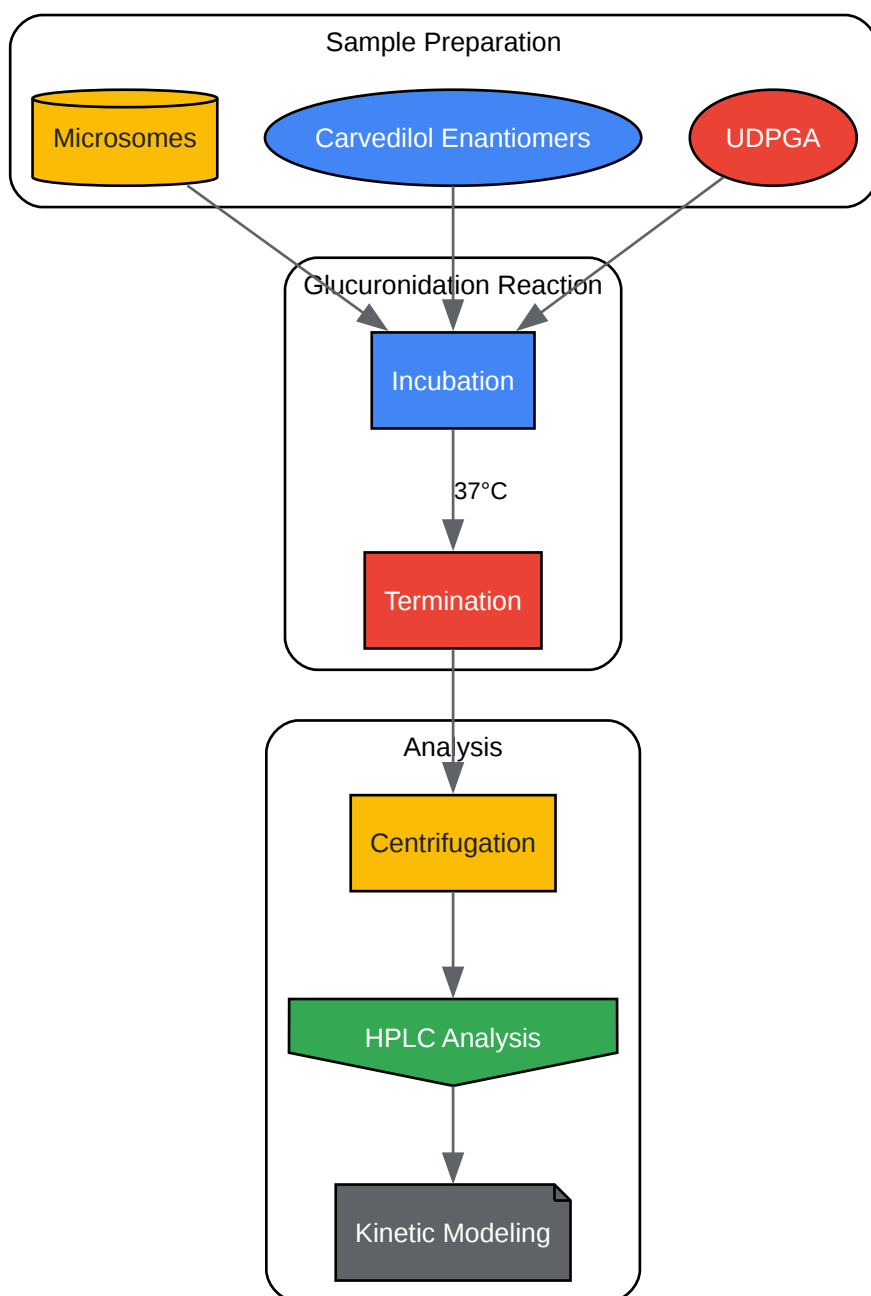 Sample Preparation
Microsomes
Carvedilol Enantiomers
UDPGA
Glucuronidation Reaction
Incubation
37°C
Termination
Analysis
Centrifugation
HPLC Analysis
Kinetic Modeling